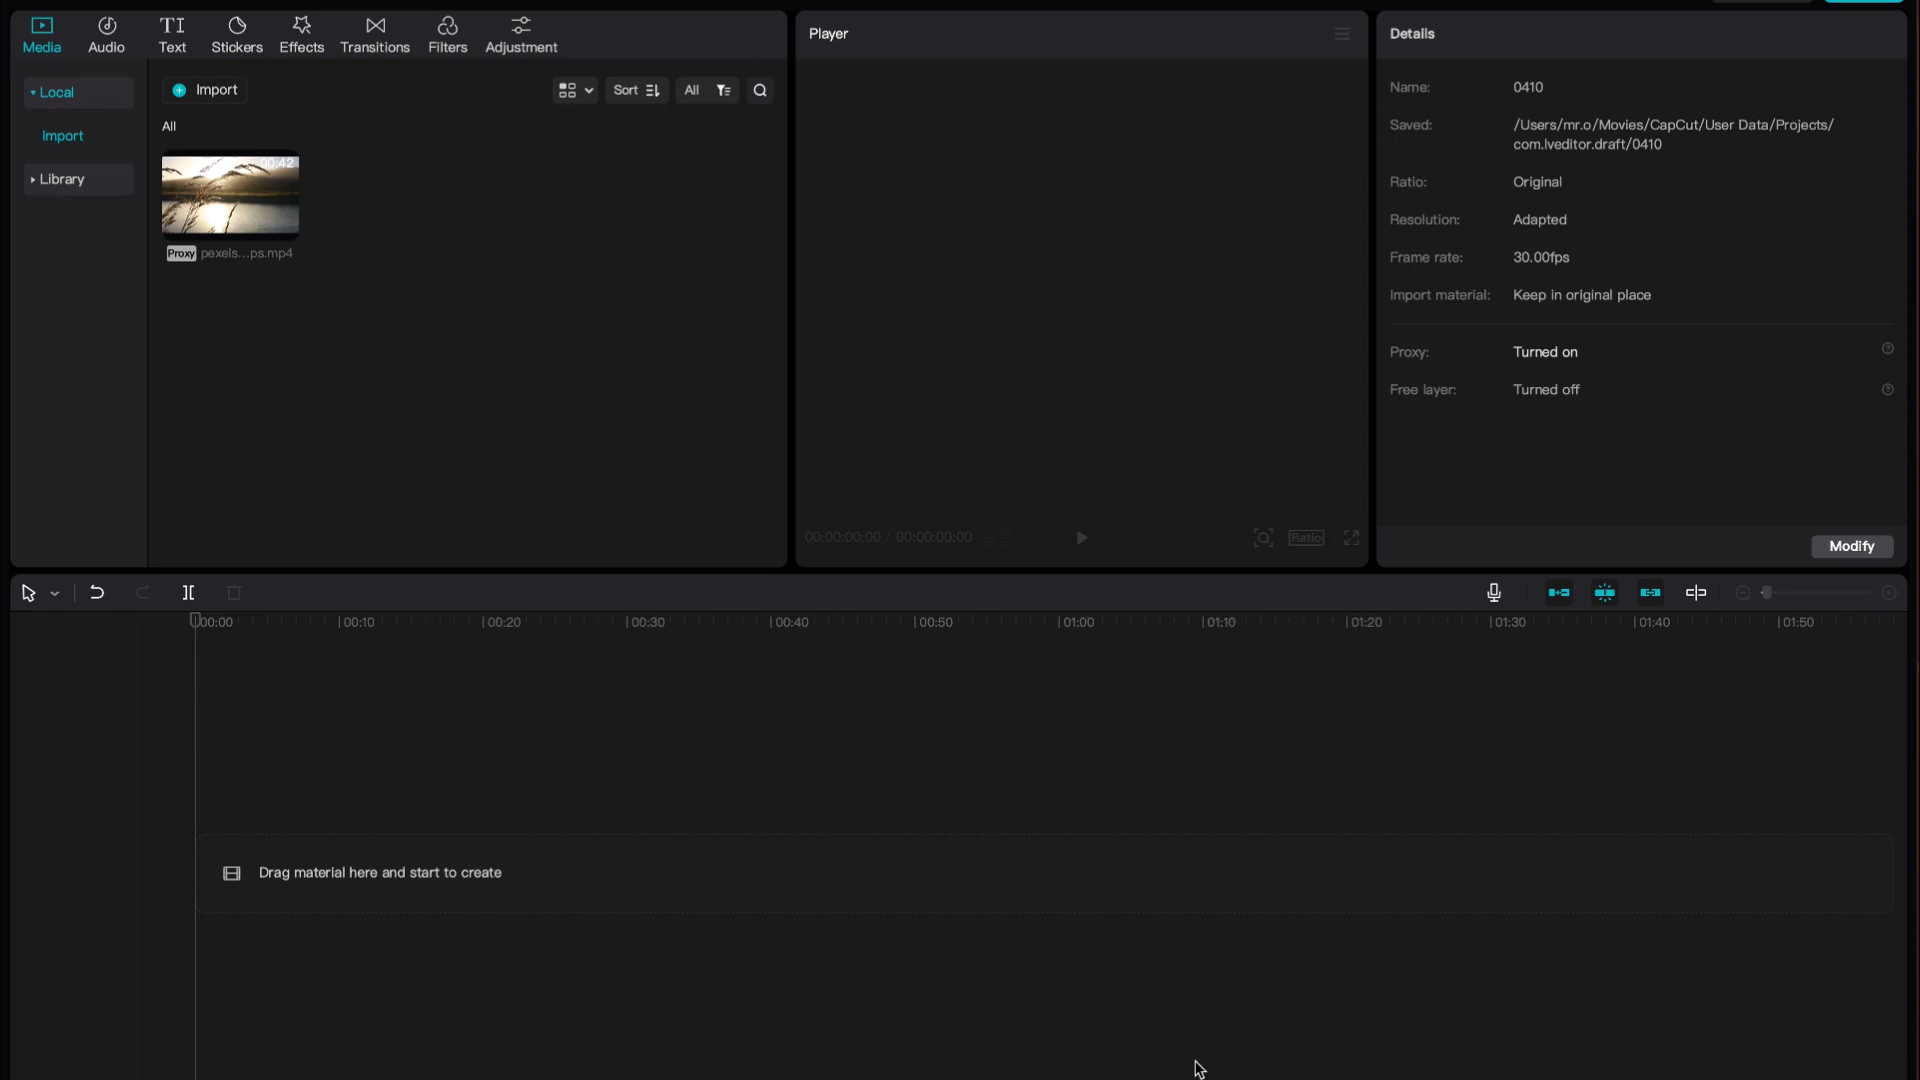 Media
Audio
Text
Stickers
Effects
Transitions
Filters
Adjustment
Local
Import
Library
Import
Sort
All
All
00:42
Proxy pexels...ps.mp4
Player
00:00:00:00 / 00:00:00:00
Ratio
Details
Name: 0410
Saved: /Users/mr.o/Movies/CapCut/User Data/Projects/
com.lveditor.draft/0410
Ratio: Original
Resolution: Adapted
Frame rate: 30.00fps
Import material: Keep in original place
Proxy: Turned on
Free layer: Turned off
Modify
00:00 00:10 00:20 00:30 00:40 00:50 01:00 01:10 01:20 01:30 01:40 01:50
Drag material here and start to create